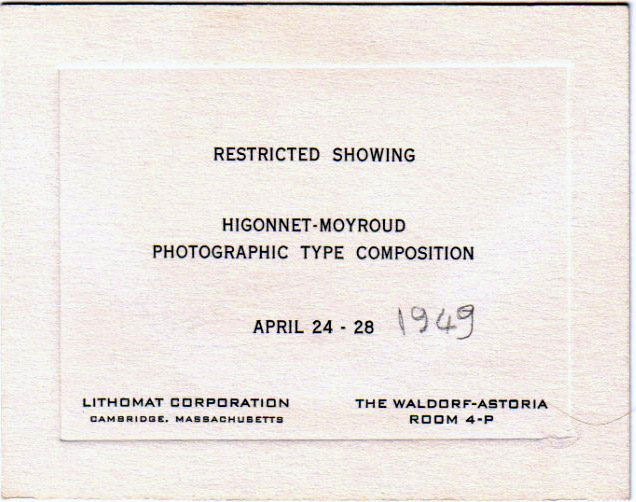 RESTRICTED SHOWING
HIGONNET-MOYROUD
PHOTOGRAPHIC TYPE COMPOSITION
APRIL 24 - 28 1949
LITHOMAT CORPORATION
CAMBRIDGE, MASSACHUSETTS
THE WALDORF-ASTORIA
ROOM 4-P